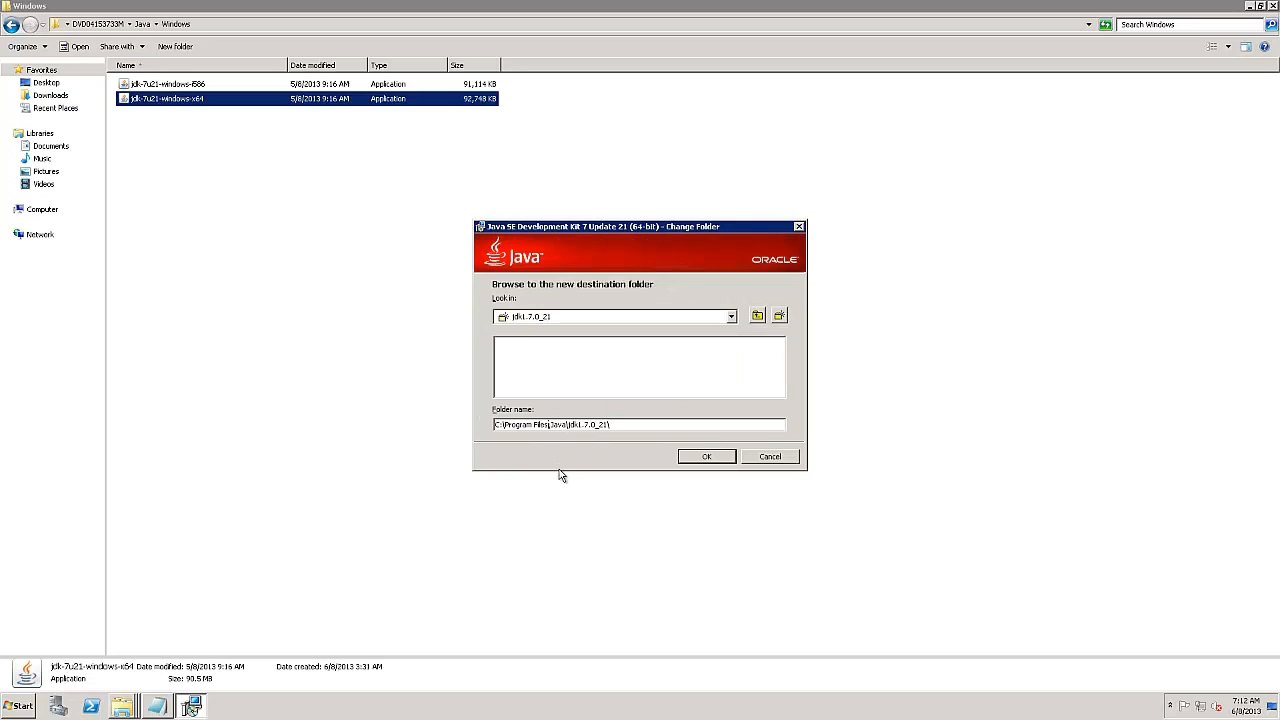 Windows
DVD04153733M
Java
Windows
Search Windows
Organize
Open
Share with
New folder
Name
Date modified
Type
Size
Favorites
Desktop
Downloads
Recent Places
Libraries
Documents
Music
Pictures
Videos
Computer
Network
jdk-7u21-windows-i586 5/8/2013 9:16 AM Application 91,114 KB
jdk-7u21-windows-x64 5/8/2013 9:16 AM Application 92,748 KB
Java SE Development Kit 7 Update 21 (64-bit) - Change Folder
Java
ORACLE
Browse to the new destination folder
Look in:
jdk1.7.0_21
Folder name:
C:\Program Files\Java\jdk1.7.0_21\
OK
Cancel
jdk-7u21-windows-x64 Date modified: 5/8/2013 9:16 AM Date created: 6/8/2013 3:31 AM
Application Size: 90.5 MB
Start
7:12 AM
6/8/2013